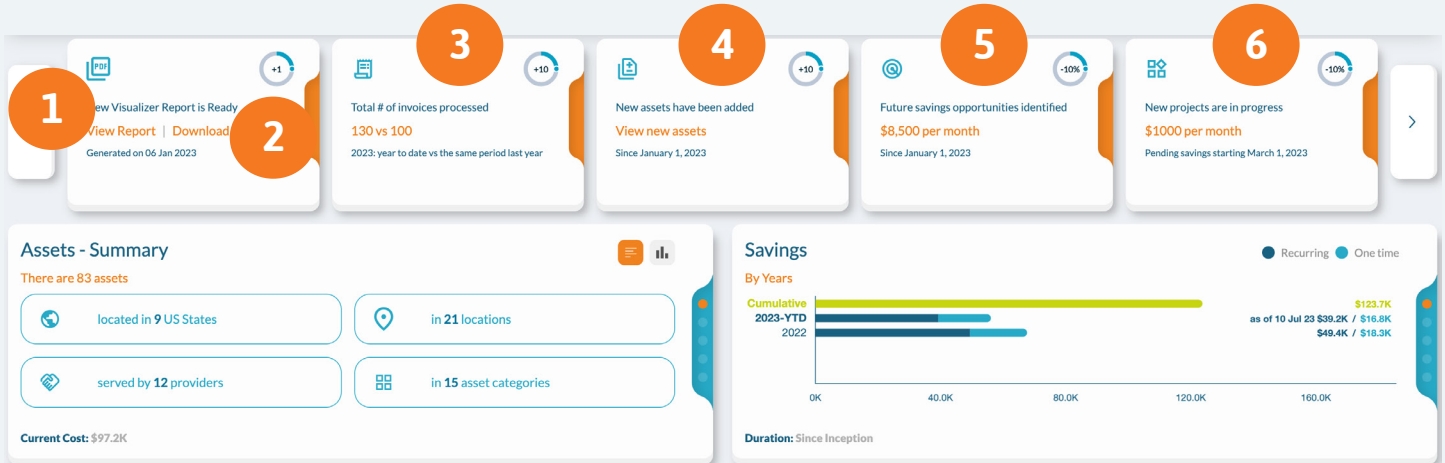 1
2
3
4
5
6
PDF
+1
ew Visualizer Report is Ready
View Report | Download
Generated on 06 Jan 2023
+10
Total # of invoices processed
130 vs 100
2023: year to date vs the same period last year
+10
New assets have been added
View new assets
Since January 1, 2023
-10%
Future savings opportunities identified
$8,500 per month
Since January 1, 2023
-10%
New projects are in progress
$1000 per month
Pending savings starting March 1, 2023
Assets - Summary
There are 83 assets
located in 9 US States
in 21 locations
served by 12 providers
in 15 asset categories
Current Cost: $97.2K
Savings
Recurring One time
By Years
Cumulative $123.7K
2023-YTD as of 10 Jul 23 $39.2K / $16.8K
2022 $49.4K / $18.3K
0K 40.0K 80.0K 120.0K 160.0K
Duration: Since Inception